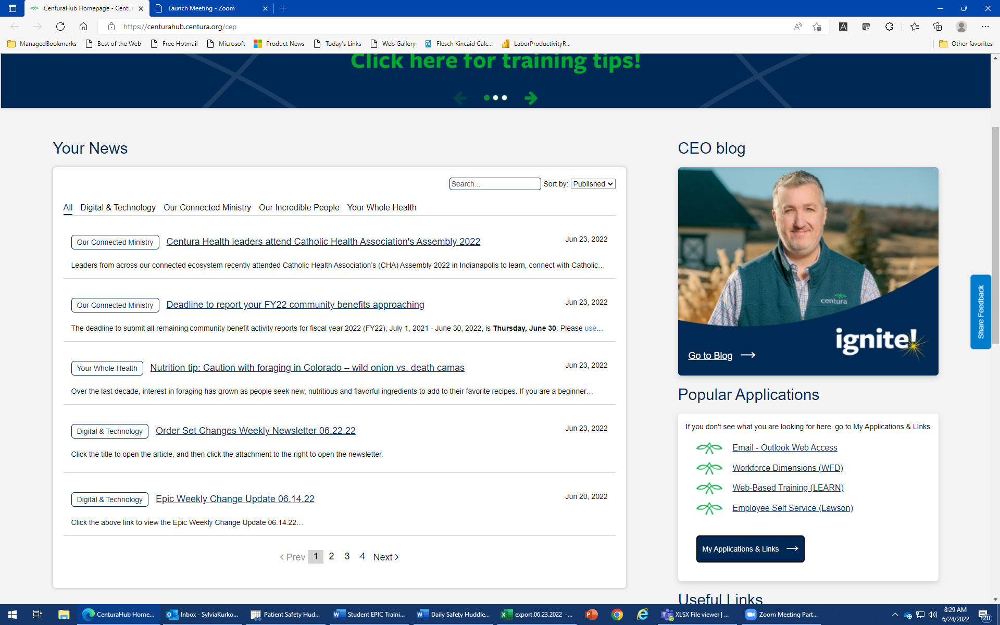 CenturaHub Homepage - Centur
Launch Meeting - Zoom
https://centurahub.centura.org/cep
ManagedBookmarks
Best of the Web
Free Hotmail
Microsoft
Product News
Today's Links
Web Gallery
Flesch Kincaid Calc...
LaborProductivityR...
Other favorites
Click here for training tips!
Your News
Search...
Sort by:
Published
All
Digital & Technology
Our Connected Ministry
Our Incredible People
Your Whole Health
Our Connected Ministry
Centura Health leaders attend Catholic Health Association's Assembly 2022
Jun 23, 2022
Leaders from across our connected ecosystem recently attended Catholic Health Association's (CHA) Assembly 2022 in Indianapolis to learn, connect with Catholic…
Our Connected Ministry
Deadline to report your FY22 community benefits approaching
Jun 23, 2022
The deadline to submit all remaining community benefit activity reports for fiscal year 2022 (FY22), July 1, 2021 - June 30, 2022, is Thursday, June 30. Please use…
Your Whole Health
Nutrition tip: Caution with foraging in Colorado – wild onion vs. death camas
Jun 23, 2022
Over the last decade, interest in foraging has grown as people seek new, nutritious and flavorful ingredients to add to their favorite recipes. If you are a beginner…
Digital & Technology
Order Set Changes Weekly Newsletter 06.22.22
Jun 23, 2022
Click the title to open the article, and then click the attachment to the right to open the newsletter.
Digital & Technology
Epic Weekly Change Update 06.14.22
Jun 20, 2022
Click the above link to view the Epic Weekly Change Update 06.14.22…
< Prev 1 2 3 4 Next >
CEO blog
centura
ignite!
Go to Blog
Share Feedback
Popular Applications
If you don't see what you are looking for here, go to My Applications & LInks
Email - Outlook Web Access
Workforce Dimensions (WFD)
Web-Based Training (LEARN)
Employee Self Service (Lawson)
My Applications & Links
Useful Links
CenturaHub Home...
Inbox - SylviaKurko...
Patient Safety Hud...
Student EPIC Traini...
Daily Safety Huddle...
export.06.23.2022 -...
XLSX File viewer | ...
Zoom Meeting Part...
8:29 AM
6/24/2022
20